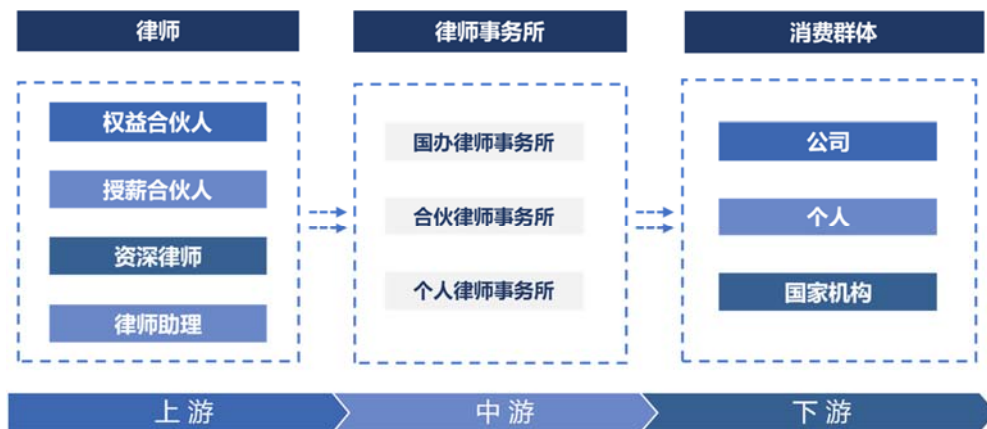 律师
律师事务所
消费群体
权益合伙人
授薪合伙人
资深律师
律师助理
国办律师事务所
合伙律师事务所
个人律师事务所
公司
个人
国家机构
上游
中游
下游